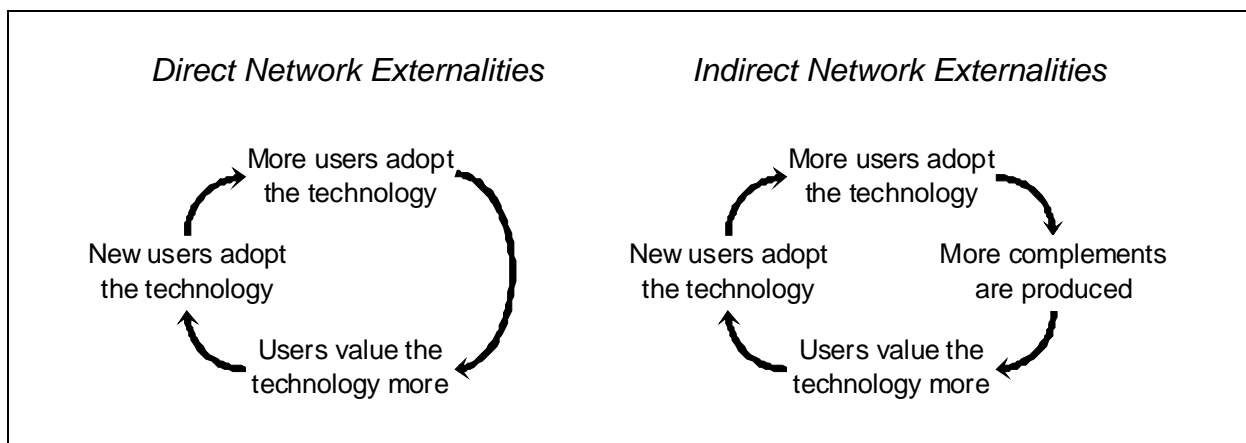 Direct Network Externalities
More users adopt
the technology
New users adopt
the technology
Users value the
technology more
Indirect Network Externalities
More users adopt
the technology
More complements
are produced
New users adopt
the technology
Users value the
technology more